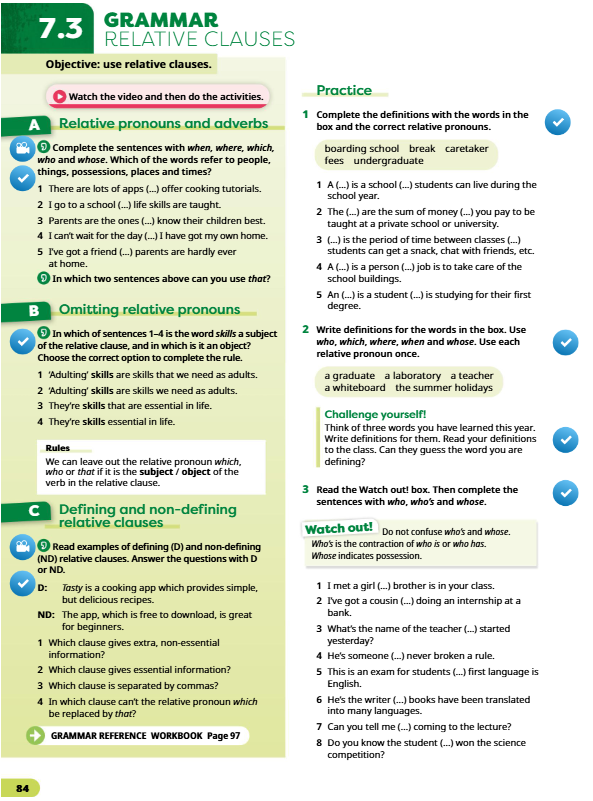 7.3
GRAMMAR
RELATIVE CLAUSES
Objective: use relative clauses.
Watch the video and then do the activities.
A Relative pronouns and adverbs
Complete the sentences with when, where, which,
who and whose. Which of the words refer to people,
things, possessions, places and times?
1 There are lots of apps (...) offer cooking tutorials.
2 I go to a school (...) life skills are taught.
3 Parents are the ones (...) know their children best.
4 I can't wait for the day (...) I have got my own home.
5 I've got a friend (...) parents are hardly ever
at home.
In which two sentences above can you use that?
B Omitting relative pronouns
In which of sentences 1–4 is the word skills a subject
of the relative clause, and in which is it an object?
Choose the correct option to complete the rule.
1 'Adulting' skills are skills that we need as adults.
2 'Adulting' skills are skills we need as adults.
3 They're skills that are essential in life.
4 They're skills essential in life.
Rules
We can leave out the relative pronoun which,
who or that if it is the subject / object of the
verb in the relative clause.
C Defining and non-defining
relative clauses
Read examples of defining (D) and non-defining
(ND) relative clauses. Answer the questions with D
or ND.
D: Tasty is a cooking app which provides simple,
but delicious recipes.
ND: The app, which is free to download, is great
for beginners.
1 Which clause gives extra, non-essential
information?
2 Which clause gives essential information?
3 Which clause is separated by commas?
4 In which clause can't the relative pronoun which
be replaced by that?
GRAMMAR REFERENCE WORKBOOK Page 97
84
Practice
1 Complete the definitions with the words in the
box and the correct relative pronouns.
boarding school break caretaker
fees undergraduate
1 A (...) is a school (...) students can live during the
school year.
2 The (...) are the sum of money (...) you pay to be
taught at a private school or university.
3 (...) is the period of time between classes (...)
students can get a snack, chat with friends, etc.
4 A (...) is a person (...) job is to take care of the
school buildings.
5 An (...) is a student (...) is studying for their first
degree.
2 Write definitions for the words in the box. Use
who, which, where, when and whose. Use each
relative pronoun once.
a graduate a laboratory a teacher
a whiteboard the summer holidays
Challenge yourself!
Think of three words you have learned this year.
Write definitions for them. Read your definitions
to the class. Can they guess the word you are
defining?
3 Read the Watch out! box. Then complete the
sentences with who, who's and whose.
Watch out! Do not confuse who's and whose.
Who's is the contraction of who is or who has.
Whose indicates possession.
1 I met a girl (...) brother is in your class.
2 I've got a cousin (...) doing an internship at a
bank.
3 What's the name of the teacher (...) started
yesterday?
4 He's someone (...) never broken a rule.
5 This is an exam for students (...) first language is
English.
6 He's the writer (...) books have been translated
into many languages.
7 Can you tell me (...) coming to the lecture?
8 Do you know the student (...) won the science
competition?